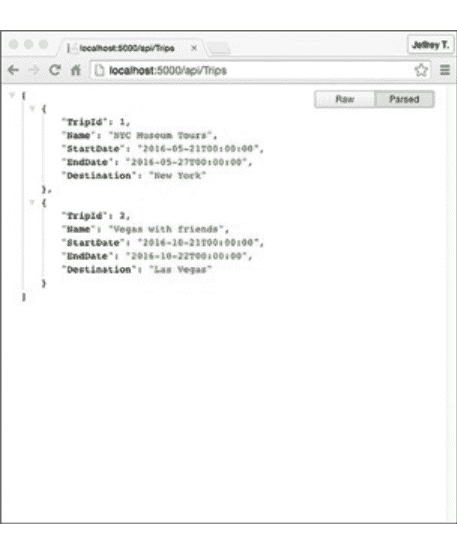 localhost:5000/api/Trips
Jeffrey T.
localhost:5000/api/Trips
Raw Parsed
[
{
"TripId": 1,
"Name": "NYC Museum Tours",
"StartDate": "2016-05-21T00:00:00",
"EndDate": "2016-05-27T00:00:00",
"Destination": "New York"
},
{
"TripId": 2,
"Name": "Vegas with friends",
"StartDate": "2016-10-21T00:00:00",
"EndDate": "2016-10-22T00:00:00",
"Destination": "Las Vegas"
}
]